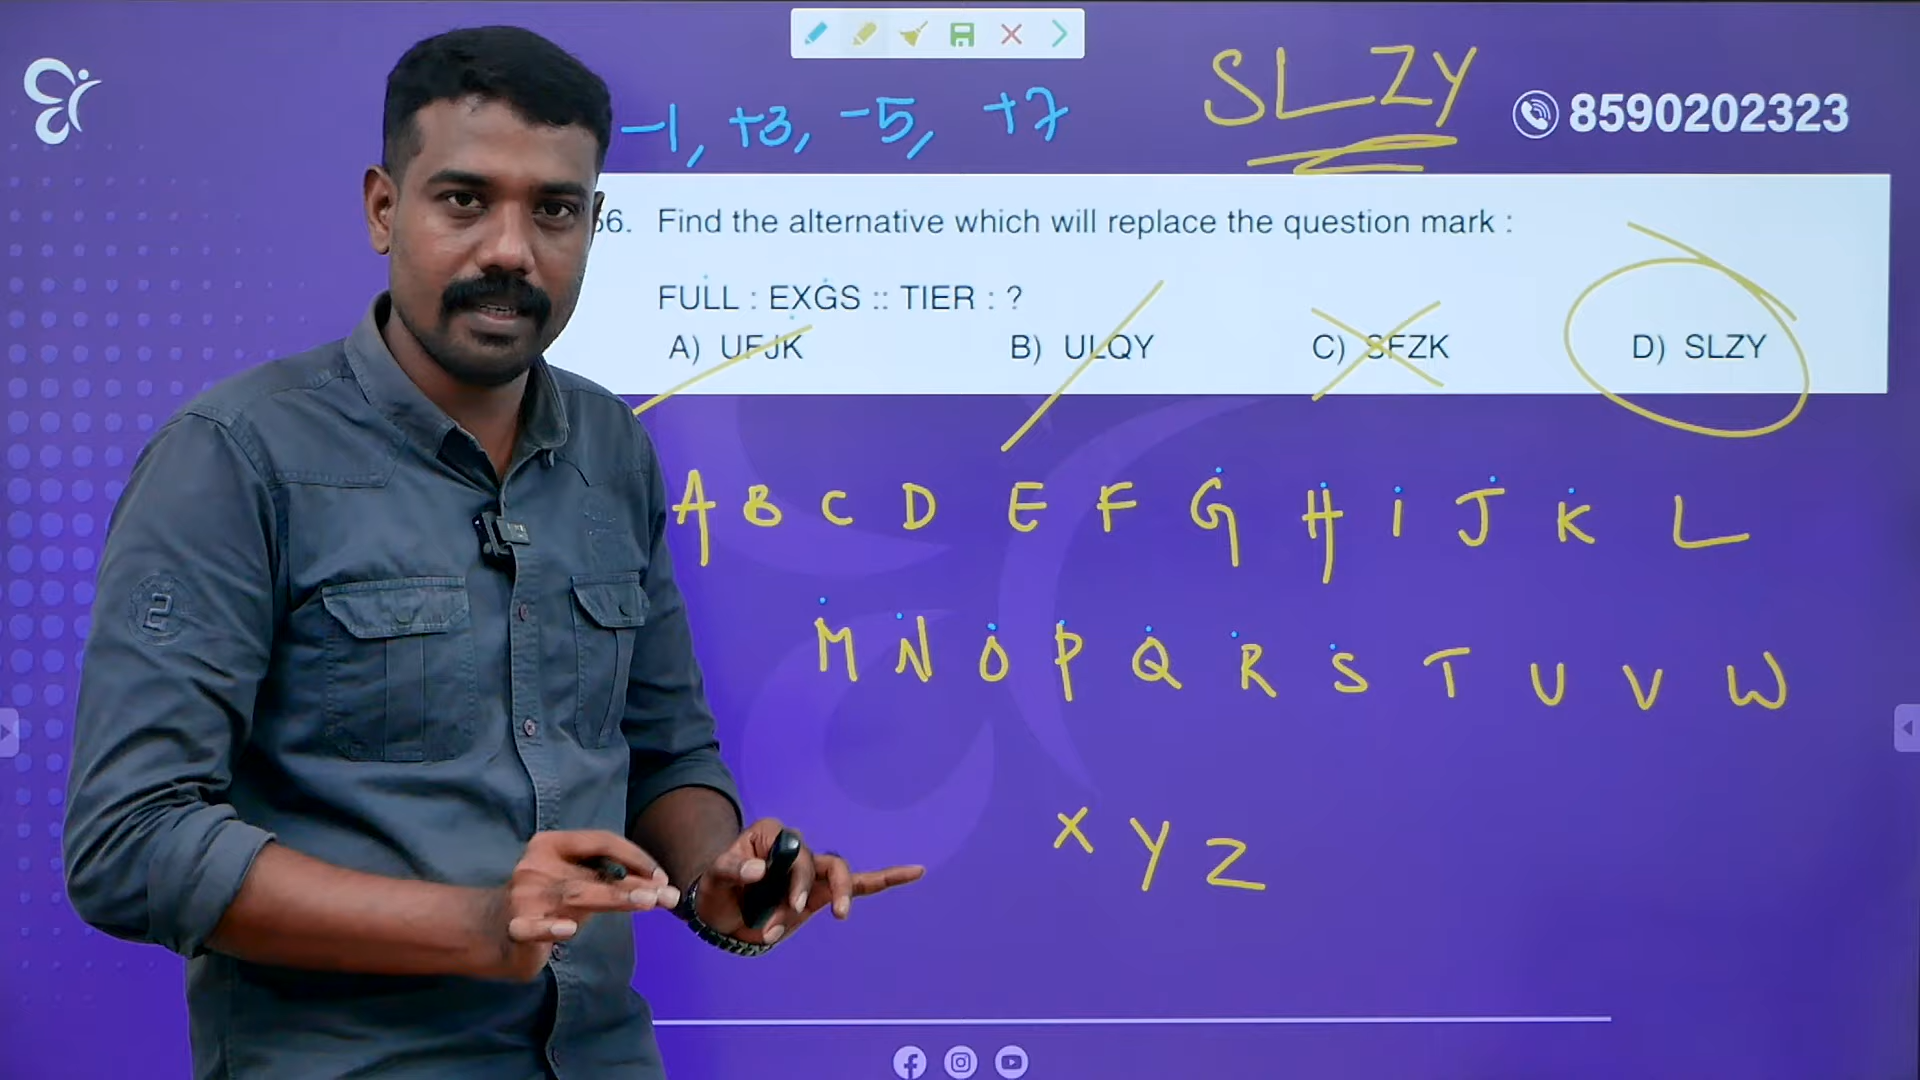 -1, +3, -5, +7
SLZY
8590202323
56. Find the alternative which will replace the question mark :
FULL : EXGS :: TIER : ?
A) UFJK B) ULQY C) SFZK D) SLZY
A B C D E F G H I J K L
M N O P Q R S T U V W
X Y Z
2